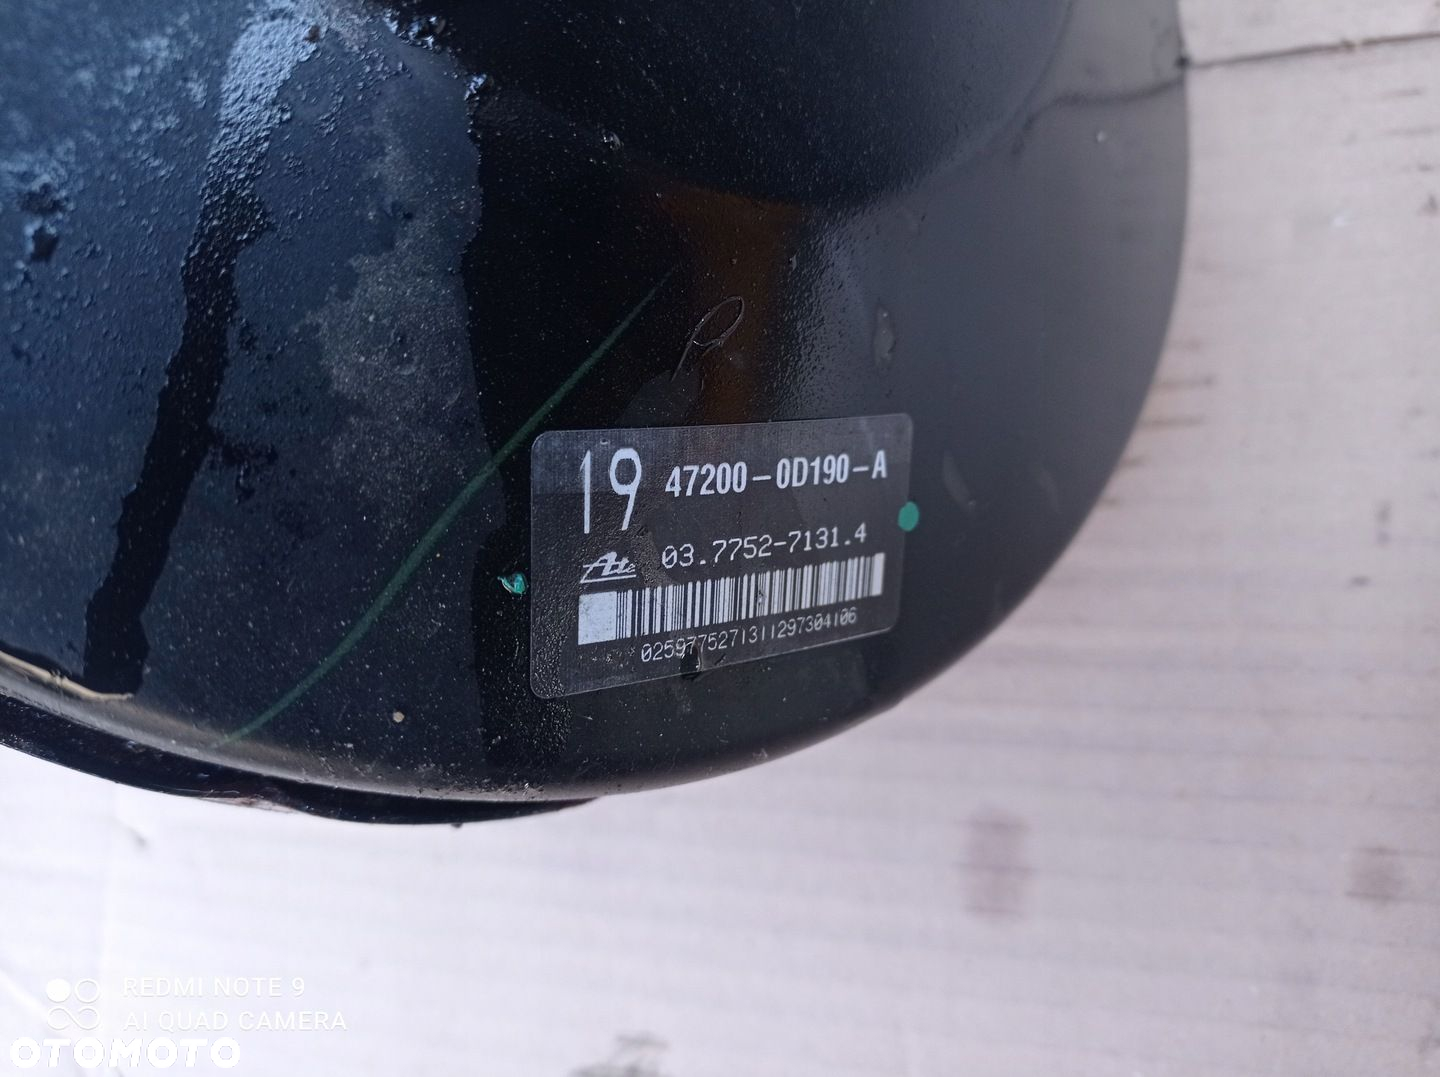 19 47200-0D190-A
Ate 03.7752-7131.4
0259775271311297304106
REDMI NOTE 9
AI QUAD CAMERA
OTOMOTO